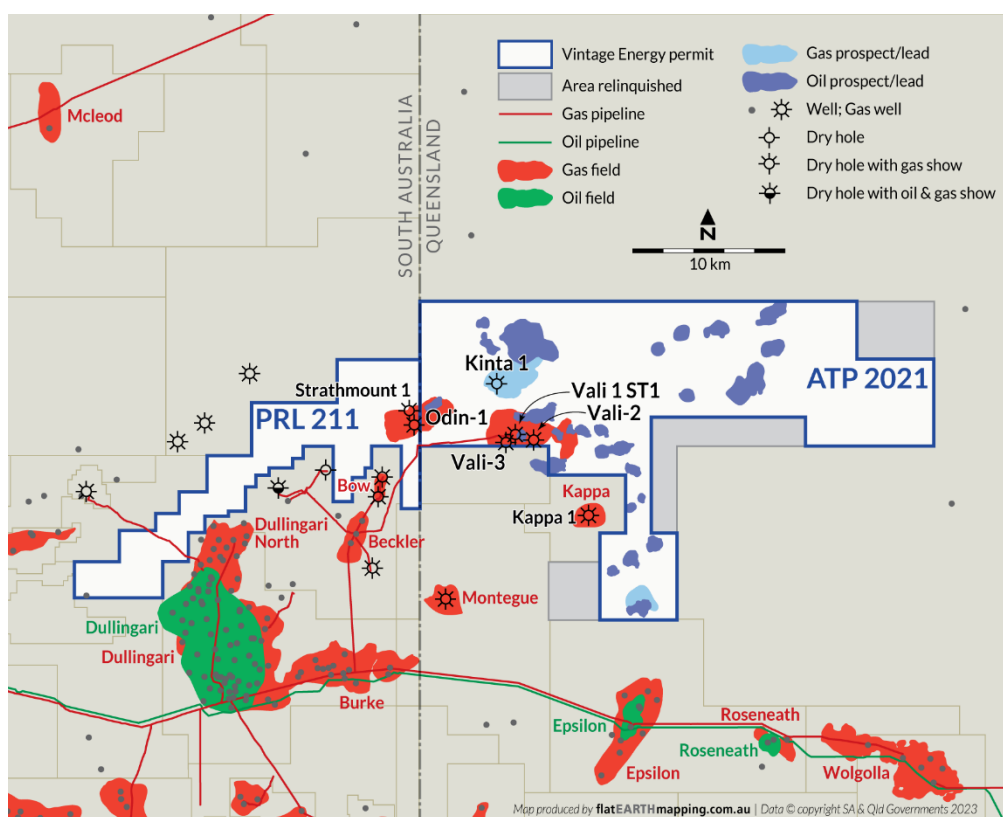 Vintage Energy permit
Area relinquished
Gas pipeline
Oil pipeline
Gas field
Oil field
Gas prospect/lead
Oil prospect/lead
Well; Gas well
Dry hole
Dry hole with gas show
Dry hole with oil & gas show
Mcleod
SOUTH AUSTRALIA
QUEENSLAND
N
10 km
Kinta 1
ATP 2021
Strathmount 1
Vali 1 ST1
PRL 211
Odin-1
Vali-2
Vali-3
Bow
Kappa
Kappa 1
Dullingari
North
Beckler
Montegue
Dullingari
Dullingari
Burke
Epsilon
Roseneath
Roseneath
Epsilon
Wolgolla
Map produced by flatEARTHmapping.com.au | Data © copyright SA & Qld Governments 2023